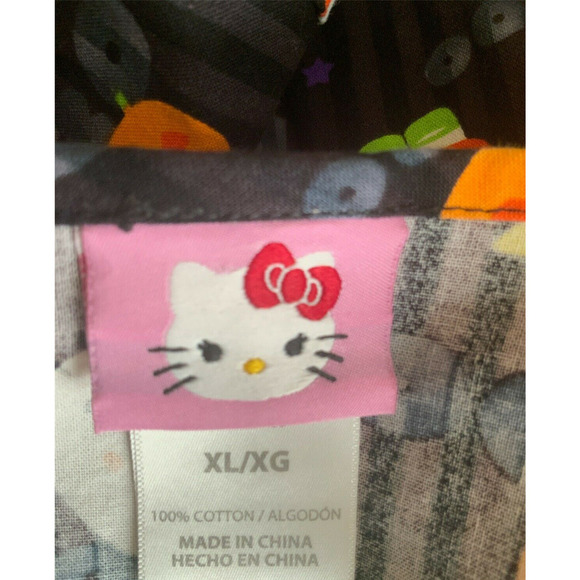 XL/XG
100% COTTON / ALGODÓN
MADE IN CHINA
HECHO EN CHINA